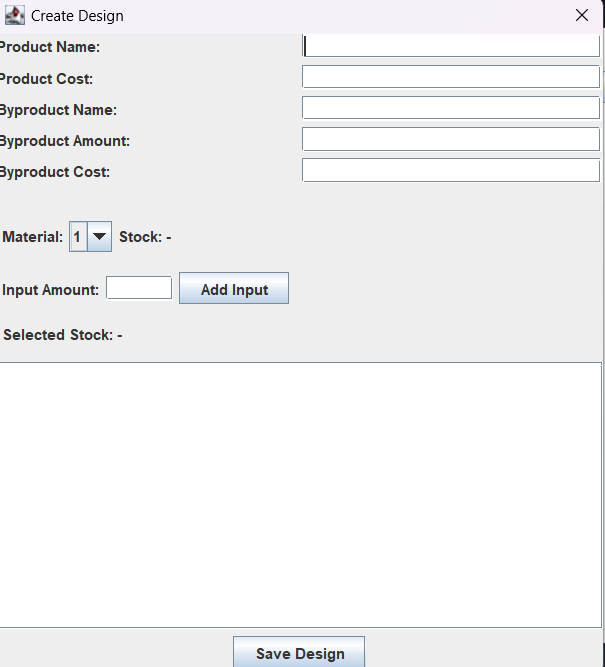 Create Design
Product Name:
Product Cost:
Byproduct Name:
Byproduct Amount:
Byproduct Cost:
Material: 1 Stock: -
Input Amount: Add Input
Selected Stock: -
Save Design